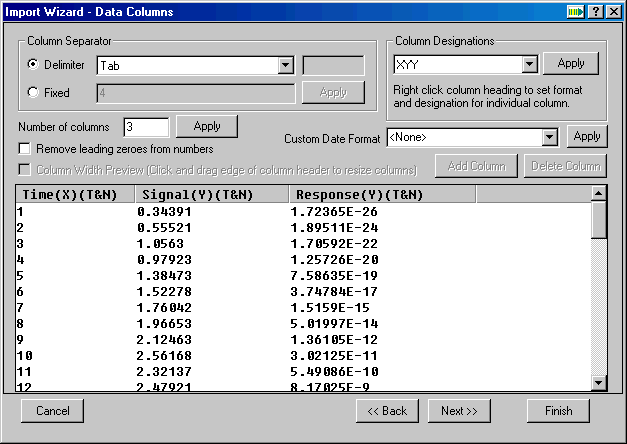 Import Wizard - Data Columns
Column Separator
Delimiter Tab
Fixed 4 Apply
Column Designations
XYY Apply
Right click column heading to set format
and designation for individual column.
Number of columns 3 Apply
Custom Date Format <None> Apply
Remove leading zeroes from numbers
Column Width Preview (Click and drag edge of column header to resize columns)
Add Column Delete Column
Time(X)(T&N) Signal(Y)(T&N) Response(Y)(T&N)
1 0.34391 1.72365E-26
2 0.55521 1.89511E-24
3 1.0563 1.70592E-22
4 0.97923 1.25726E-20
5 1.38473 7.58635E-19
6 1.52278 3.74784E-17
7 1.76042 1.5159E-15
8 1.96653 5.01997E-14
9 2.12463 1.36105E-12
10 2.56168 3.02125E-11
11 2.32137 5.49086E-10
12 2.47921 8.17025E-9
Cancel << Back Next >> Finish